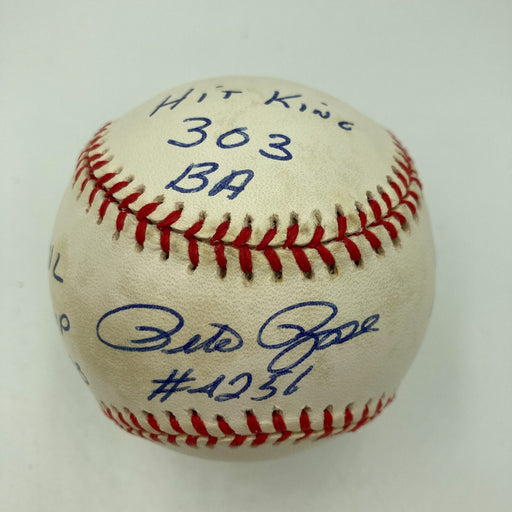 Hit King
303
BA
Pete Rose
#4256